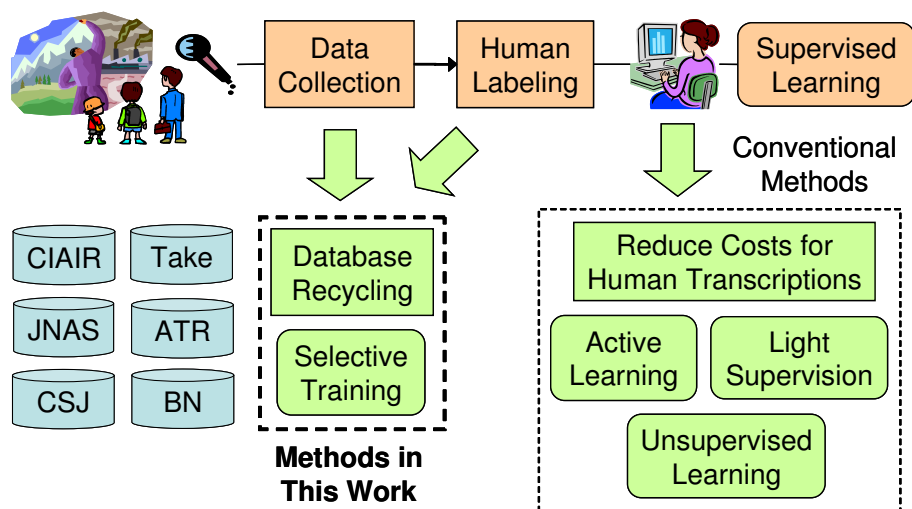 Data
Collection
Human
Labeling
Supervised
Learning
Conventional
Methods
CIAIR
Take
JNAS
ATR
CSJ
BN
Database
Recycling
Selective
Training
Methods in
This Work
Reduce Costs for
Human Transcriptions
Active
Learning
Light
Supervision
Unsupervised
Learning